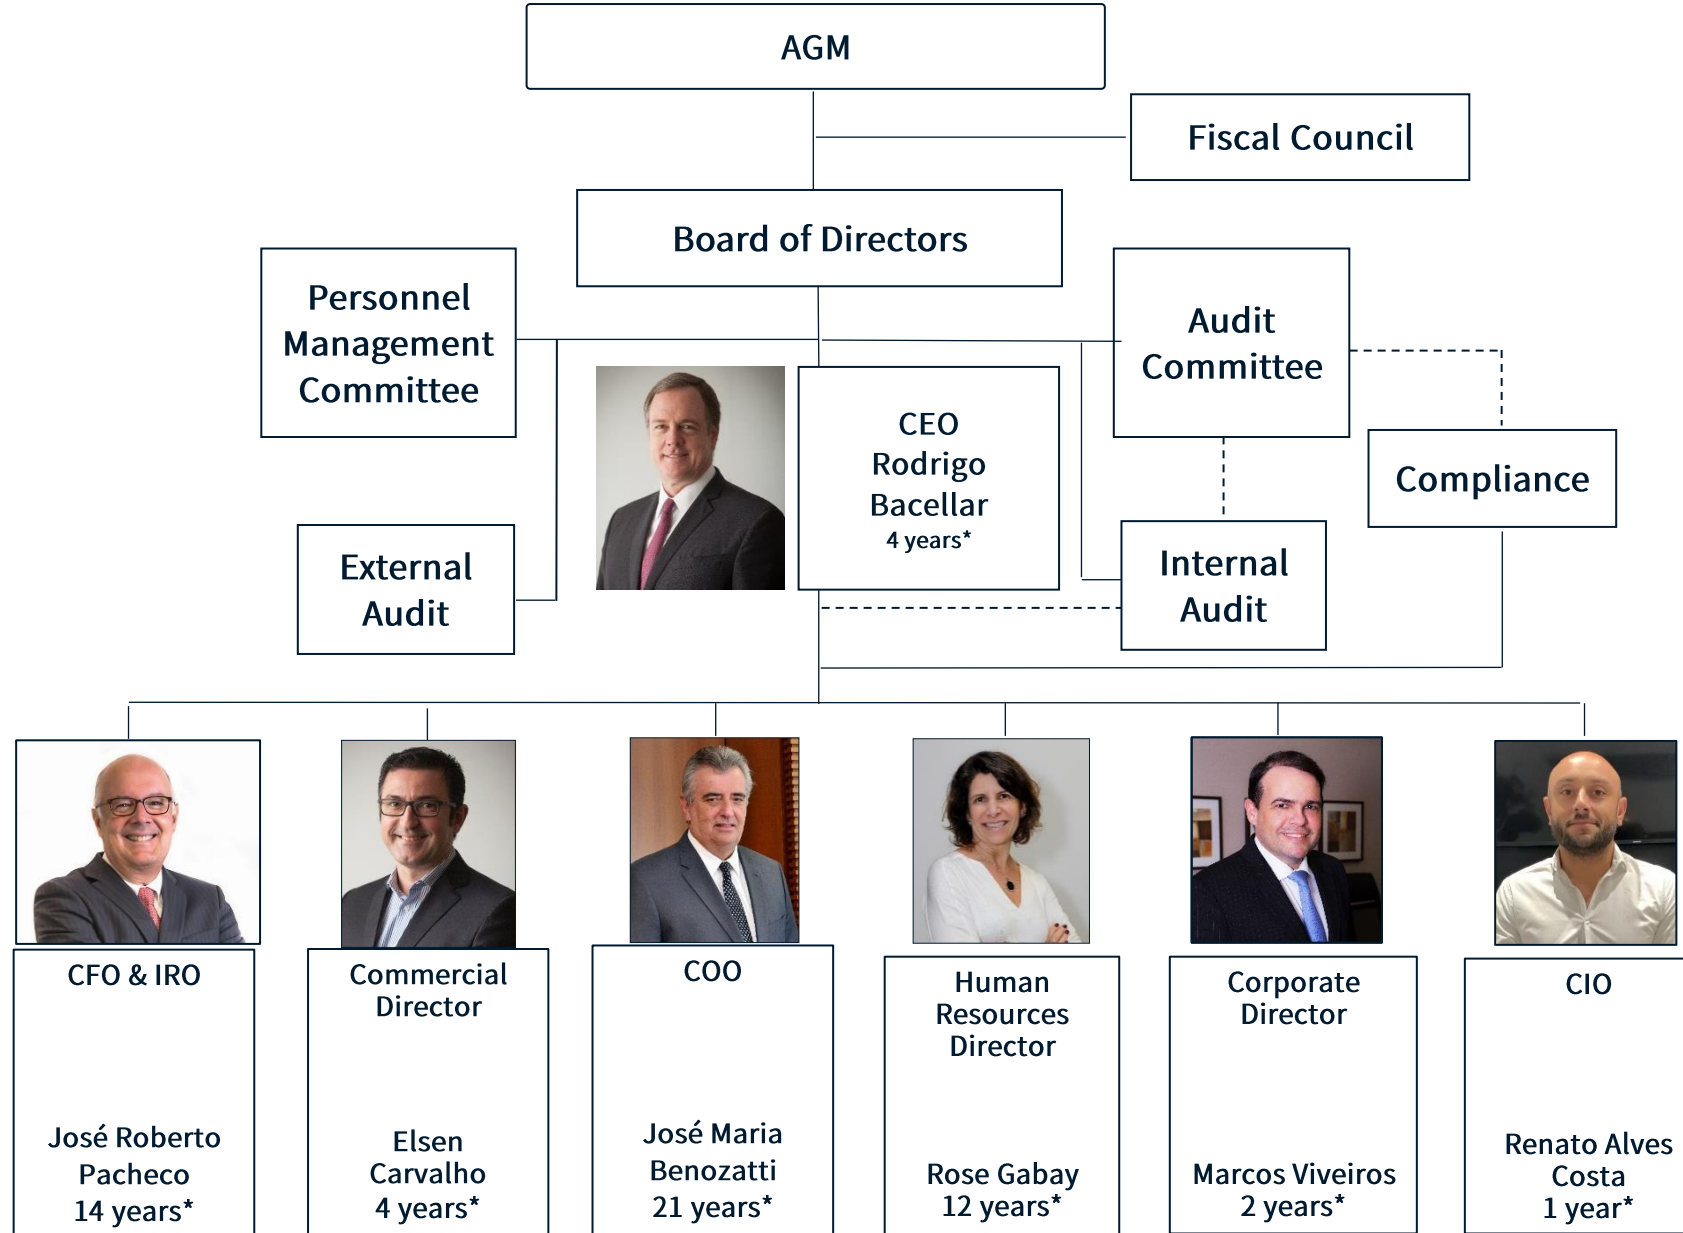 AGM
Fiscal Council
Board of Directors
Personnel
Management
Committee
Audit
Committee
CEO
Rodrigo
Bacellar
4 years*
Compliance
External
Audit
Internal
Audit
CFO & IRO
José Roberto
Pacheco
14 years*
Commercial
Director
Elsen
Carvalho
4 years*
COO
José Maria
Benozatti
21 years*
Human
Resources
Director
Rose Gabay
12 years*
Corporate
Director
Marcos Viveiros
2 years*
CIO
Renato Alves
Costa
1 year*